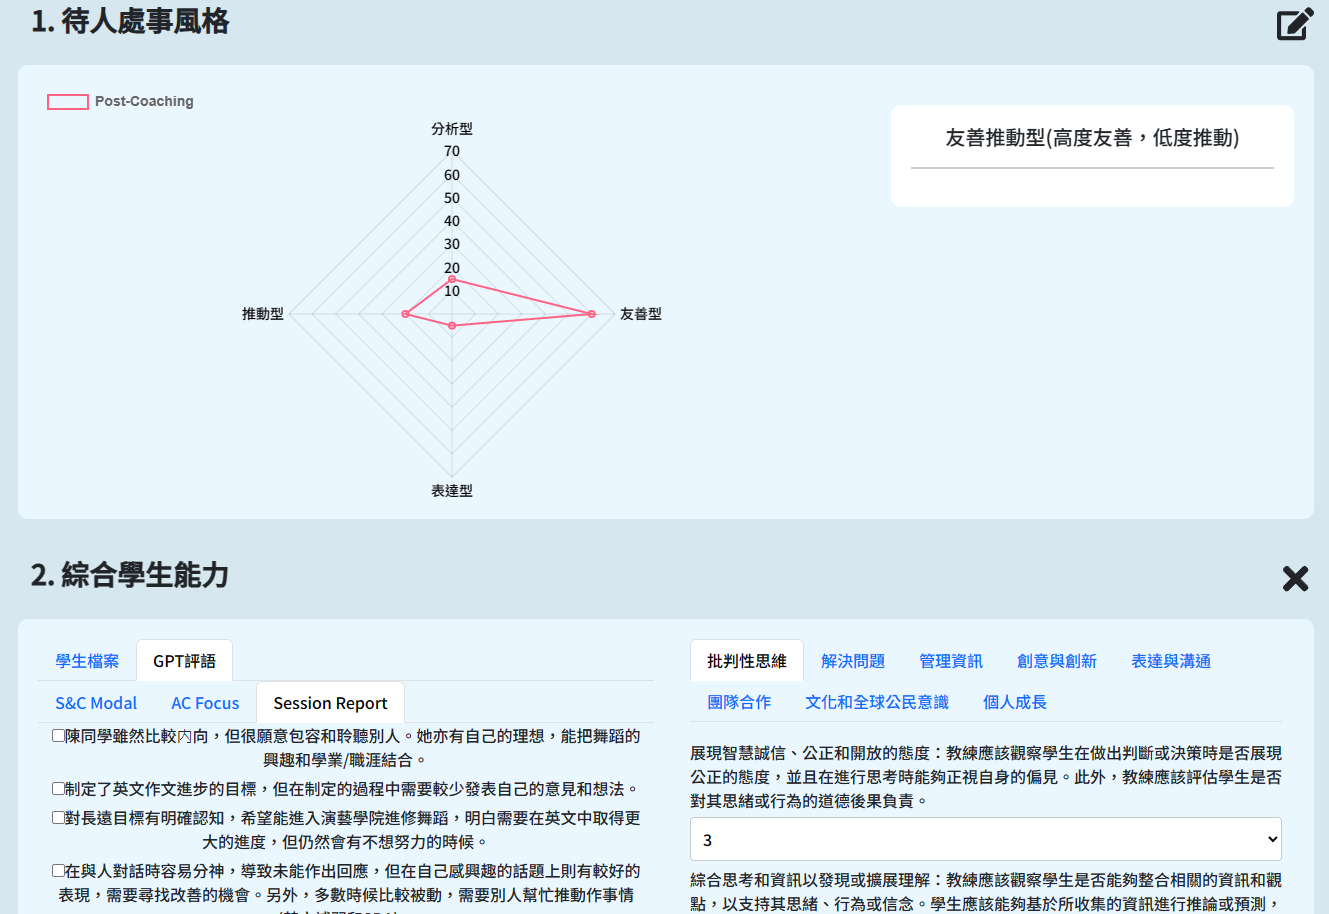 1. 待人處事風格
Post-Coaching
分析型
70
60
50
40
30
20
10
推動型
友善型
表達型
友善推動型(高度友善，低度推動)
2. 綜合學生能力
學生檔案
GPT評語
S&C Modal
AC Focus
Session Report
陳同學雖然比較內向，但很願意包容和聆聽別人。她亦有自己的理想，能把舞蹈的
興趣和學業/職涯結合。
制定了英文作文進步的目標，但在制定的過程中需要較少發表自己的意見和想法。
對長遠目標有明確認知，希望能進入演藝學院進修舞蹈，明白需要在英文中取得更
大的進度，但仍然會有不想努力的時候。
在與人對話時容易分神，導致未能作出回應，但在自己感興趣的話題上則有較好的
表現，需要尋找改善的機會。另外，多數時候比較被動，需要別人幫忙推動作事情
批判性思維
解決問題
管理資訊
創意與創新
表達與溝通
團隊合作
文化和全球公民意識
個人成長
展現智慧誠信、公正和開放的態度：教練應該觀察學生在做出判斷或決策時是否展現
公正的態度，並且在進行思考時能夠正視自身的偏見。此外，教練應該評估學生是否
對其思緒或行為的道德後果負責。
3
綜合思考和資訊以發現或擴展理解：教練應該觀察學生是否能夠整合相關的資訊和觀
點，以支持其思緒、行為或信念。學生應該能夠基於所收集的資訊進行推論或預測，